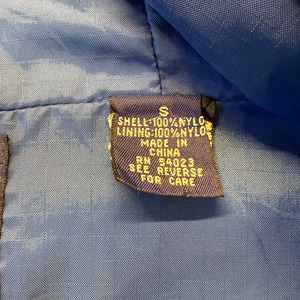 S
SHELL:100%NYLO
LINING:100%NYLO
MADE IN
CHINA
RN 54023
SEE REVERSE
FOR CARE